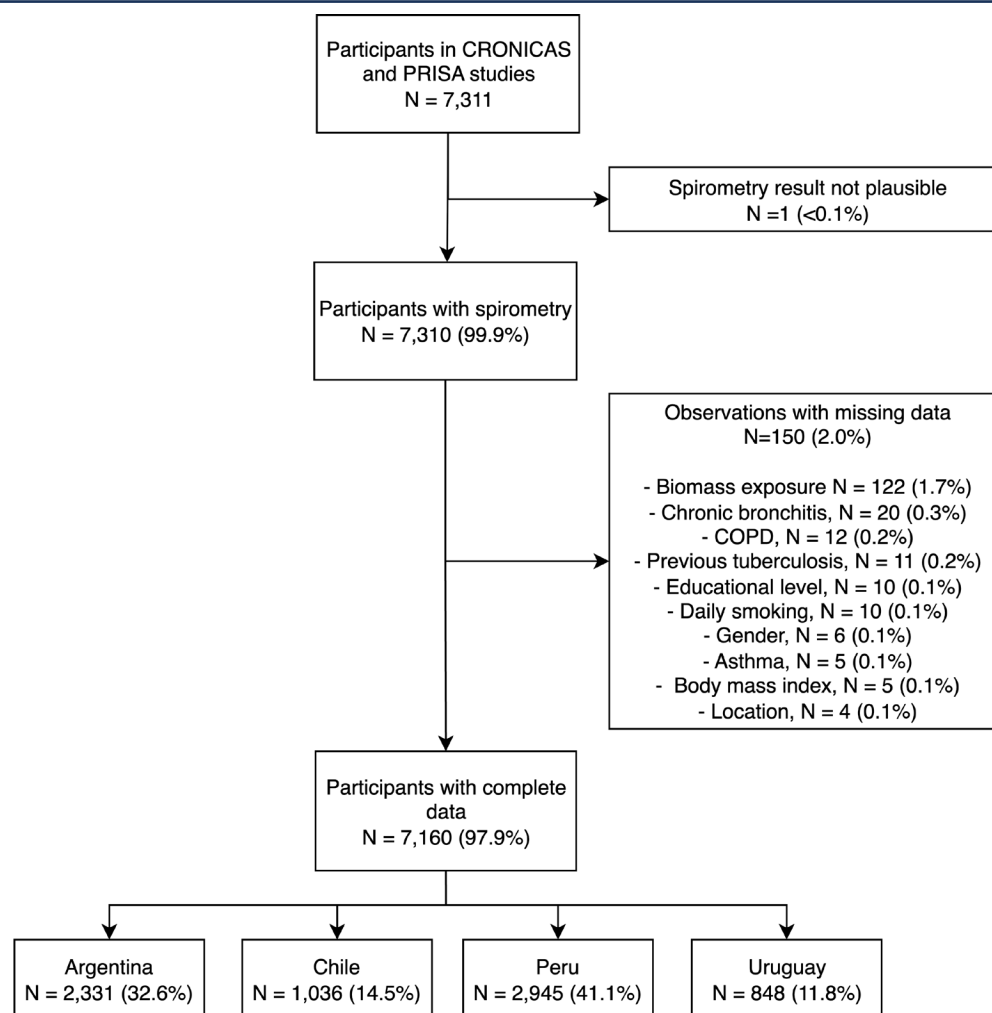 Participants in CRONICAS
and PRISA studies
N = 7,311
Spirometry result not plausible
N =1 (<0.1%)
Participants with spirometry
N = 7,310 (99.9%)
Observations with missing data
N=150 (2.0%)
- Biomass exposure N = 122 (1.7%)
- Chronic bronchitis, N = 20 (0.3%)
- COPD, N = 12 (0.2%)
- Previous tuberculosis, N = 11 (0.2%)
- Educational level, N = 10 (0.1%)
- Daily smoking, N = 10 (0.1%)
- Gender, N = 6 (0.1%)
- Asthma, N = 5 (0.1%)
- Body mass index, N = 5 (0.1%)
- Location, N = 4 (0.1%)
Participants with complete
data
N = 7,160 (97.9%)
Argentina
N = 2,331 (32.6%)
Chile
N = 1,036 (14.5%)
Peru
N = 2,945 (41.1%)
Uruguay
N = 848 (11.8%)